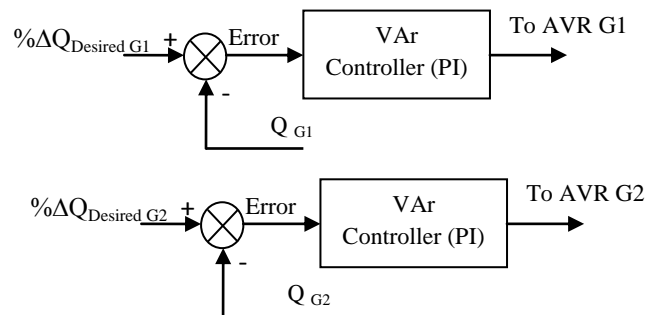 %ΔQDesired G1 + Error VAr Controller (PI) To AVR G1
-
Q G1
%ΔQDesired G2 + Error VAr Controller (PI) To AVR G2
-
Q G2